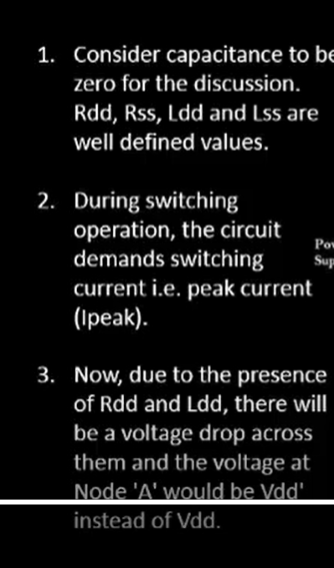 1. Consider capacitance to be
zero for the discussion.
Rdd, Rss, Ldd and Lss are
well defined values.
2. During switching
operation, the circuit
demands switching
current i.e. peak current
(Ipeak).
3. Now, due to the presence
of Rdd and Ldd, there will
be a voltage drop across
them and the voltage at
Node 'A' would be Vdd'
instead of Vdd.